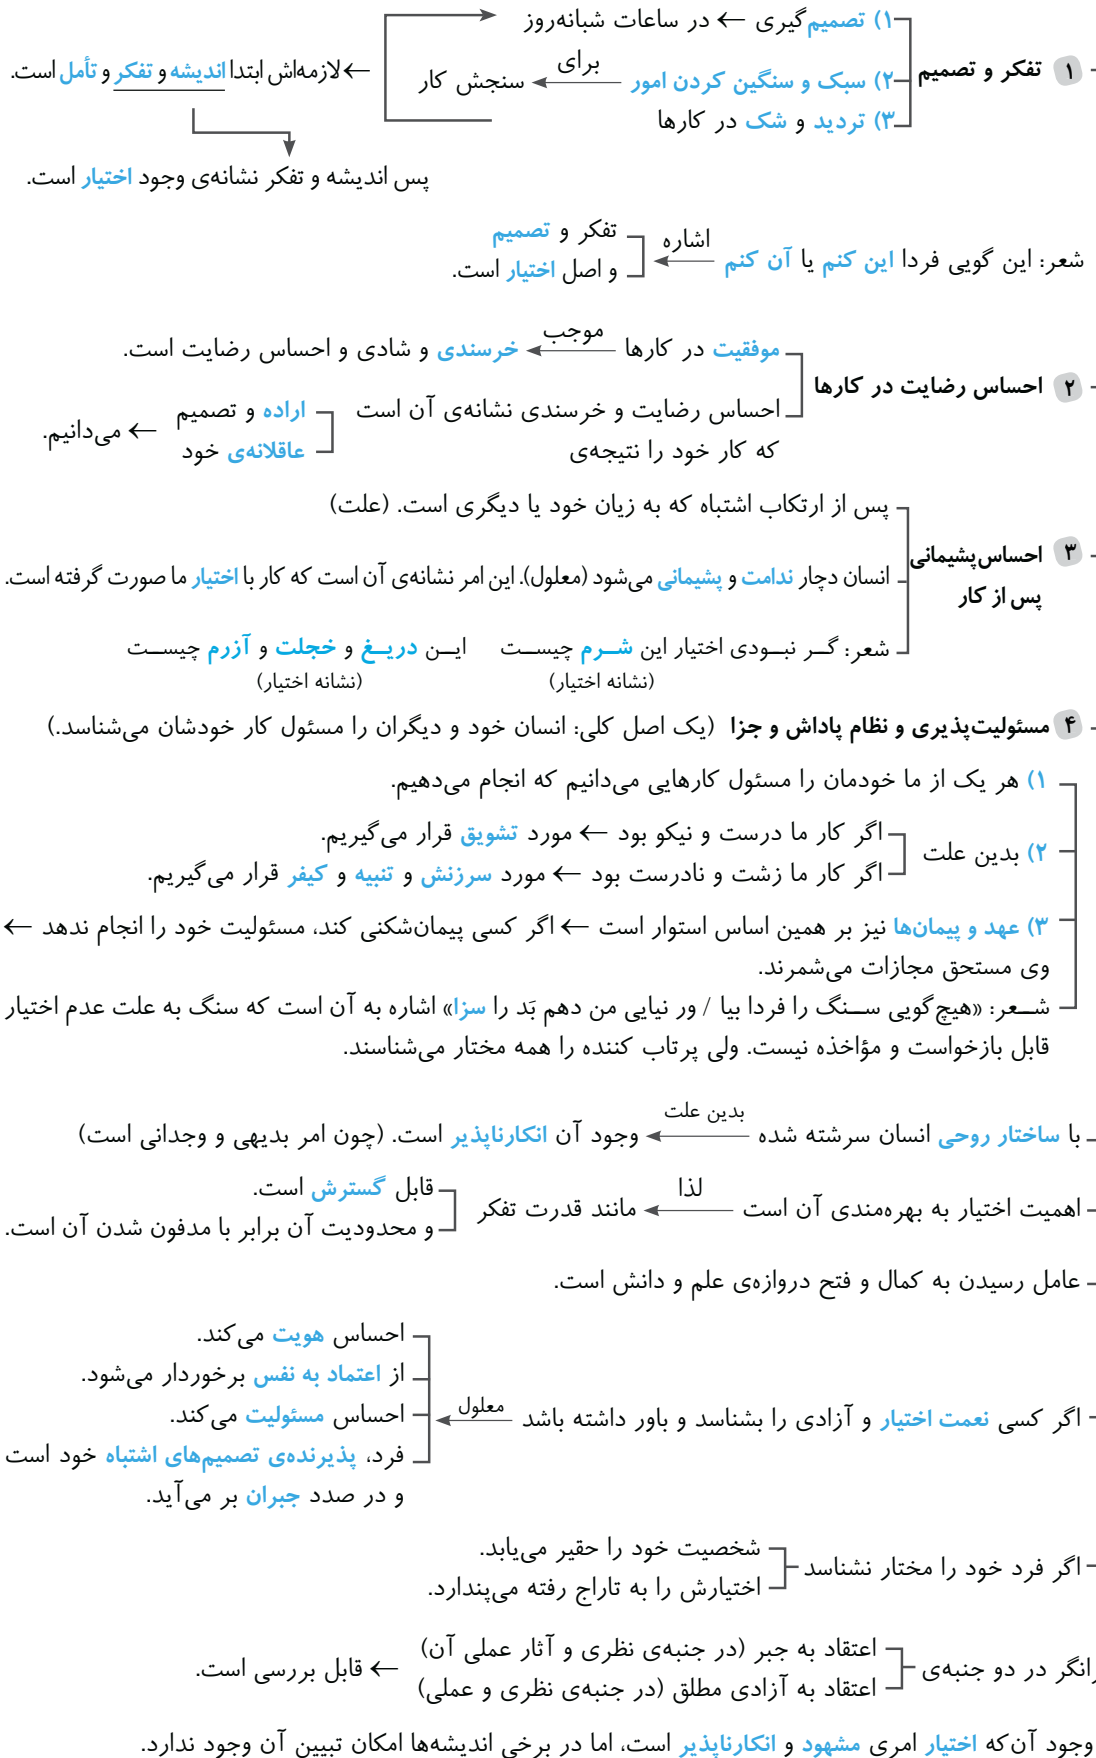 ۱ تفکر و تصمیم
۱) تصمیم‌گیری ← در ساعات شبانه‌روز
۲) سبک و سنگین کردن امور برای ← سنجش کار
۳) تردید و شک در کارها
← لازمه‌اش ابتدا اندیشه و تفکر و تأمل است.
پس اندیشه و تفکر نشانه‌ی وجود اختیار است.
شعر: این گویی فردا این کنم یا آن کنم اشاره ←
تفکر و تصمیم
و اصل اختیار است.
۲ احساس رضایت در کارها
موفقیت در کارها موجب ← خرسندی و شادی و احساس رضایت است.
احساس رضایت و خرسندی نشانه‌ی آن است
که کار خود را نتیجه‌ی
اراده و تصمیم
عاقلانه‌ی خود
← می‌دانیم.
۳ احساس پشیمانی
پس از کار
پس از ارتکاب اشتباه که به زیان خود یا دیگری است. (علت)
انسان دچار ندامت و پشیمانی می‌شود (معلول). این امر نشانه‌ی آن است که کار با اختیار ما صورت گرفته است.
شعر: گـر نبـودی اختیار این شـرم چیست ایـن دریـغ و خجلت و آزرم چیسـت
(نشانه اختیار) (نشانه اختیار)
۴ مسئولیت‌پذیری و نظام پاداش و جزا (یک اصل کلی: انسان خود و دیگران را مسئول کار خودشان می‌شناسد.)
۱) هر یک از ما خودمان را مسئول کارهایی می‌دانیم که انجام می‌دهیم.
۲) بدین علت
اگر کار ما درست و نیکو بود ← مورد تشویق قرار می‌گیریم.
اگر کار ما زشت و نادرست بود ← مورد سرزنش و تنبیه و کیفر قرار می‌گیریم.
۳) عهد و پیمان‌ها نیز بر همین اساس استوار است ← اگر کسی پیمان‌شکنی کند، مسئولیت خود را انجام ندهد ←
وی مستحق مجازات می‌شمرند.
شـعر: «هیچ‌گویی سـنگ را فردا بیا / ور نیایی من دهم بَد را سزا» اشاره به آن است که سنگ به علت عدم اختیار
قابل بازخواست و مؤاخذه نیست. ولی پرتاب کننده را همه مختار می‌شناسند.
ـ با ساختار روحی انسان سرشته شده بدین علت ← وجود آن انکارناپذیر است. (چون امر بدیهی و وجدانی است)
ـ اهمیت اختیار به بهره‌مندی آن است لذا ← مانند قدرت تفکر
قابل گسترش است.
و محدودیت آن برابر با مدفون شدن آن است.
ـ عامل رسیدن به کمال و فتح دروازه‌ی علم و دانش است.
ـ اگر کسی نعمت اختیار و آزادی را بشناسد و باور داشته باشد معلول ←
احساس هویت می‌کند.
از اعتماد به نفس برخوردار می‌شود.
احساس مسئولیت می‌کند.
فرد، پذیرنده‌ی تصمیم‌های اشتباه خود است
و در صدد جبران بر می‌آید.
ـ اگر فرد خود را مختار نشناسد
شخصیت خود را حقیر می‌یابد.
اختیارش را به تاراج رفته می‌پندارد.
انگر در دو جنبه‌ی
اعتقاد به جبر (در جنبه‌ی نظری و آثار عملی آن)
اعتقاد به آزادی مطلق (در جنبه‌ی نظری و عملی)
← قابل بررسی است.
وجود آن‌که اختیار امری مشهود و انکارناپذیر است، اما در برخی اندیشه‌ها امکان تبیین آن وجود ندارد.